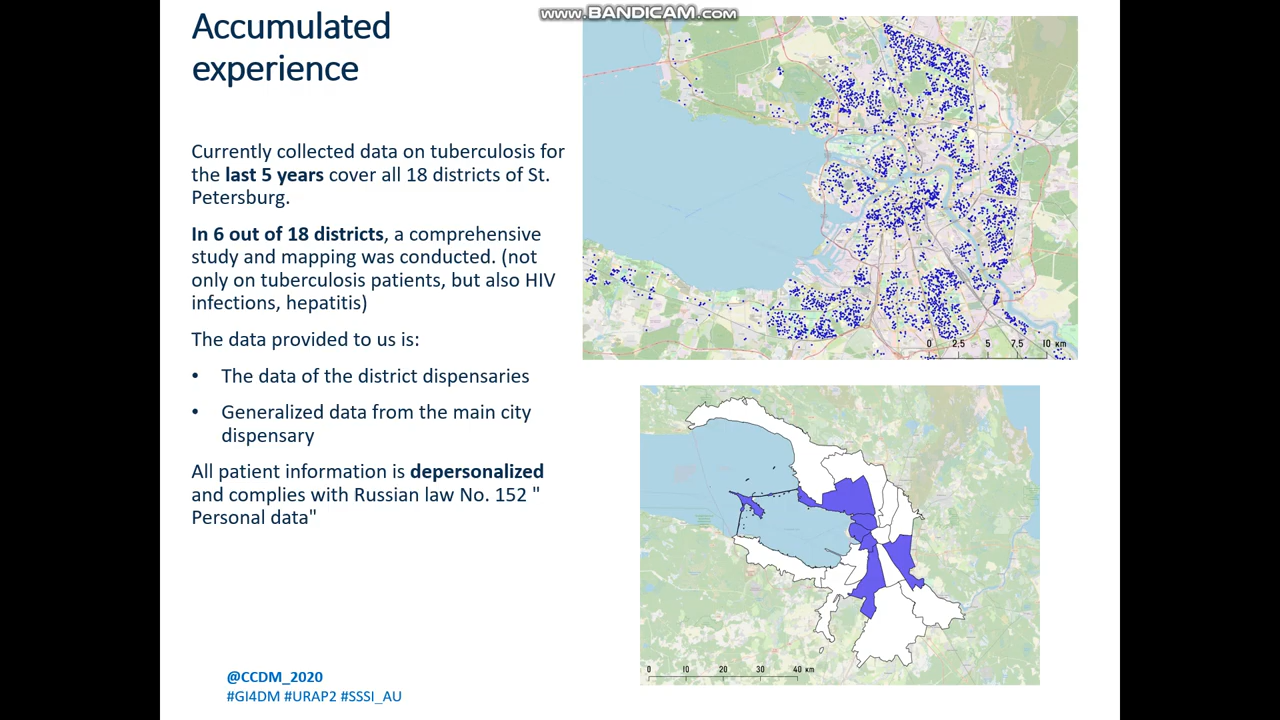 www.BANDICAM.com
Accumulated
experience
Currently collected data on tuberculosis for
the last 5 years cover all 18 districts of St.
Petersburg.
In 6 out of 18 districts, a comprehensive
study and mapping was conducted. (not
only on tuberculosis patients, but also HIV
infections, hepatitis)
The data provided to us is:
• The data of the district dispensaries
• Generalized data from the main city
dispensary
All patient information is depersonalized
and complies with Russian law No. 152 "
Personal data"
0 2.5 5 7.5 10 км
0 10 20 30 40 км
@CCDM_2020
#GI4DM #URAP2 #SSSI_AU